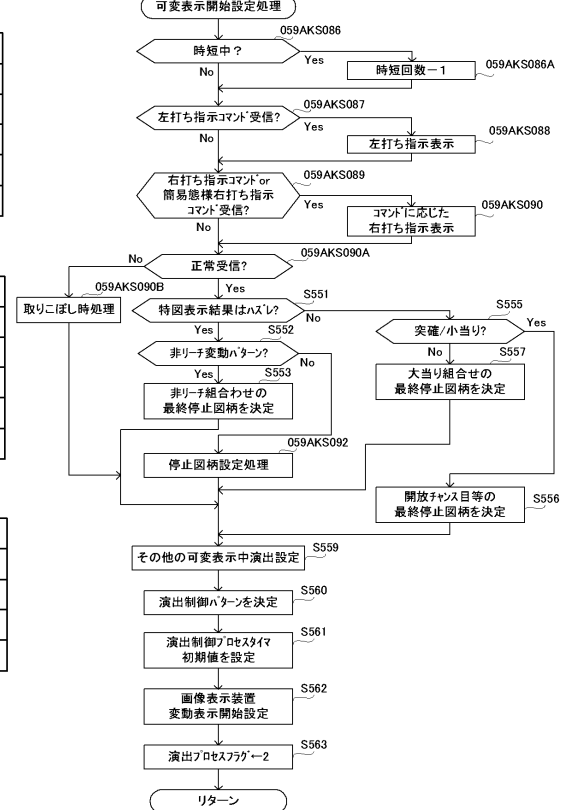 可変表示開始設定処理
059AKS086
時短中？
Yes
No
時短回数－１
059AKS086A
059AKS087
左打ち指示コマンド受信？
Yes
No
左打ち指示表示
059AKS088
059AKS089
右打ち指示コマンドor
簡易態様右打ち指示
コマンド受信？
Yes
No
コマンドに応じた
右打ち指示表示
059AKS090
059AKS090A
正常受信？
No
Yes
059AKS090B
取りこぼし時処理
S551
特図表示結果はハズレ？
No
Yes
S555
突確/小当り？
Yes
No
S552
非リーチ変動パターン？
No
Yes
S557
大当り組合せの
最終停止図柄を決定
S553
非リーチ組合わせの
最終停止図柄を決定
059AKS092
停止図柄設定処理
開放チャンス目等の
最終停止図柄を決定
S556
その他の可変表示中演出設定
S559
演出制御パターンを決定
S560
演出制御プロセスタイマ
初期値を設定
S561
画像表示装置
変動表示開始設定
S562
演出プロセスフラグ←2
S563
リターン